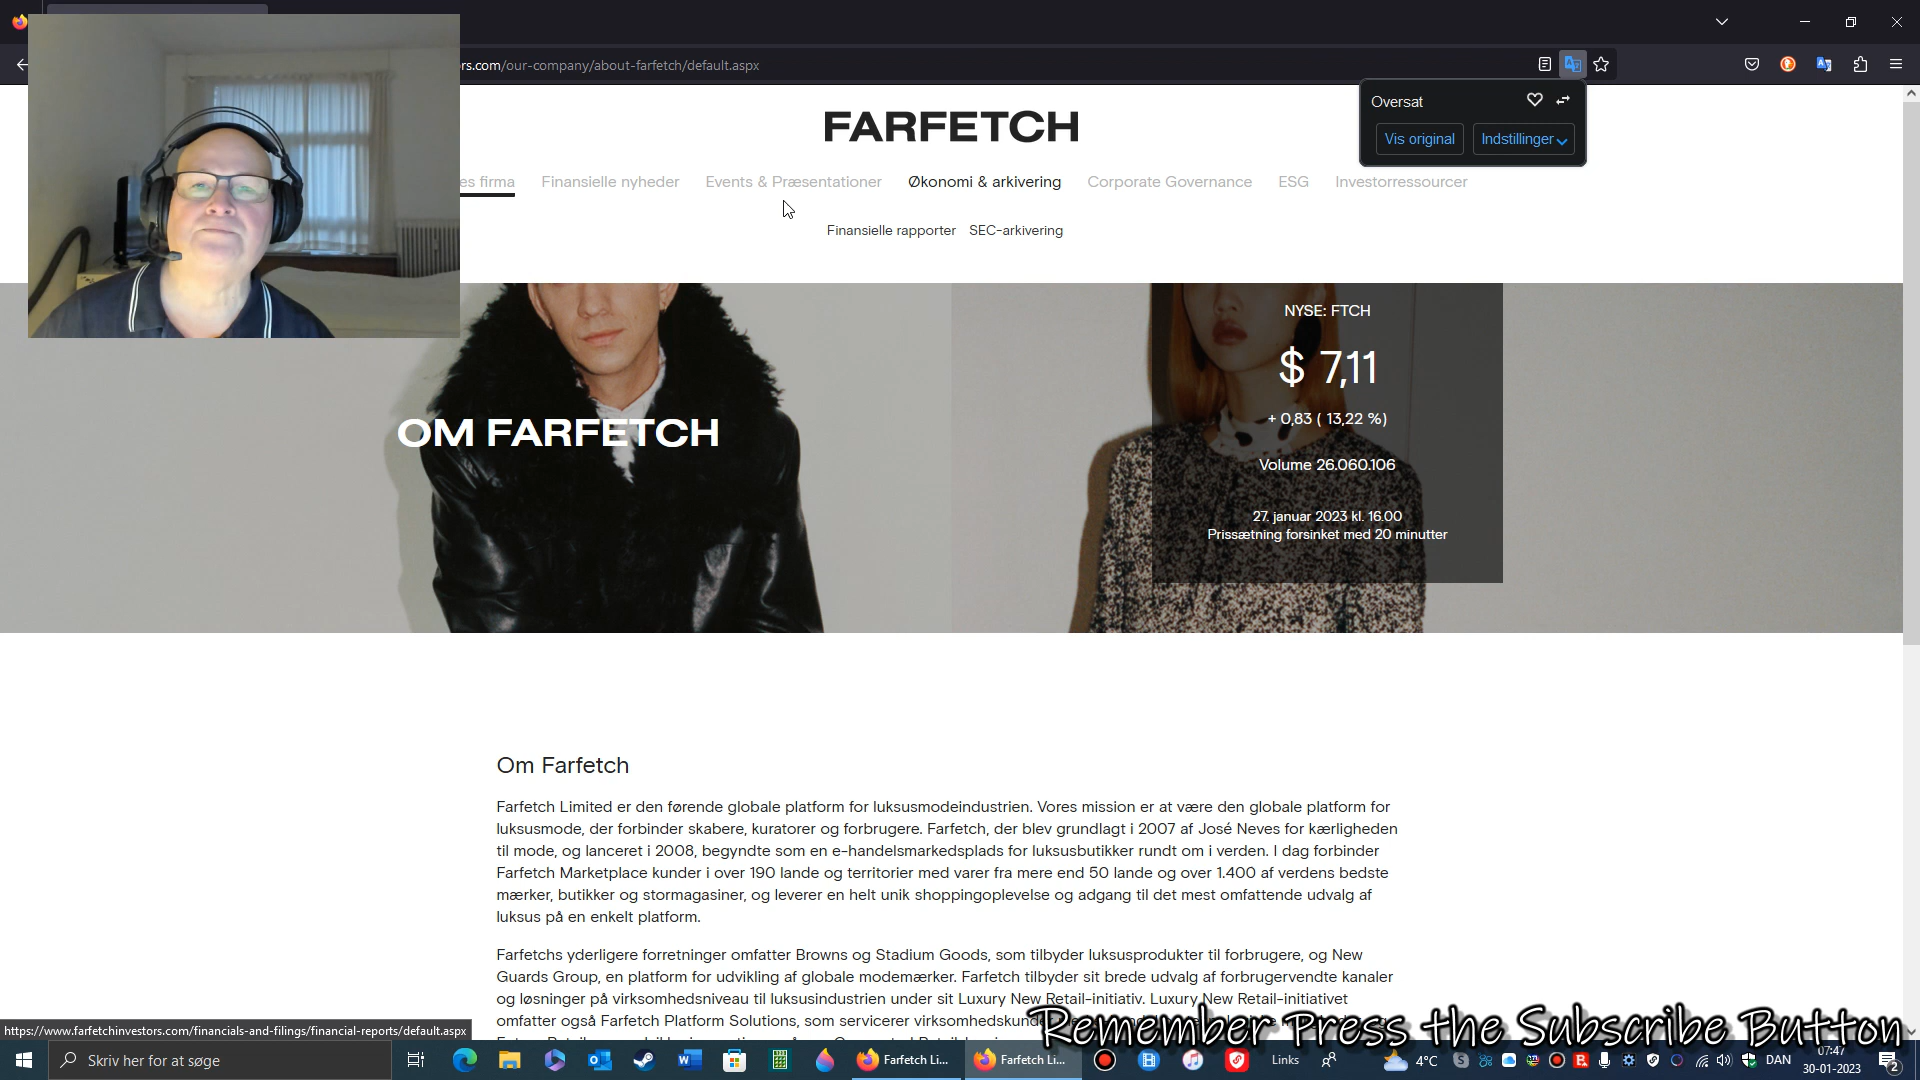 rs.com/our-company/about-farfetch/default.aspx
Oversat
Vis original
Indstillinger
FARFETCH
es firma
Finansielle nyheder
Events & Præsentationer
Økonomi & arkivering
Corporate Governance
ESG
Investorressourcer
Finansielle rapporter
SEC-arkivering
OM FARFETCH
NYSE: FTCH
$ 7,11
+ 0,83 ( 13,22 %)
Volume 26.060.106
27. januar 2023 kl. 16.00
Prissætning forsinket med 20 minutter
Om Farfetch
Farfetch Limited er den førende globale platform for luksusmodeindustrien. Vores mission er at være den globale platform for
luksusmode, der forbinder skabere, kuratorer og forbrugere. Farfetch, der blev grundlagt i 2007 af José Neves for kærligheden
til mode, og lanceret i 2008, begyndte som en e-handelsmarkedsplads for luksusbutikker rundt om i verden. I dag forbinder
Farfetch Marketplace kunder i over 190 lande og territorier med varer fra mere end 50 lande og over 1.400 af verdens bedste
mærker, butikker og stormagasiner, og leverer en helt unik shoppingoplevelse og adgang til det mest omfattende udvalg af
luksus på en enkelt platform.
Farfetchs yderligere forretninger omfatter Browns og Stadium Goods, som tilbyder luksusprodukter til forbrugere, og New
Guards Group, en platform for udvikling af globale modemærker. Farfetch tilbyder sit brede udvalg af forbrugervendte kanaler
og løsninger på virksomhedsniveau til luksusindustrien under sit Luxury New Retail-initiativ. Luxury New Retail-initiativet
omfatter også Farfetch Platform Solutions, som servicerer
Remember Press the Subscribe Button
https://www.farfetchinvestors.com/financials-and-filings/financial-reports/default.aspx
Skriv her for at søge
Farfetch Li...
Farfetch Li...
Links
4°C
DAN
07:47
30-01-2023
2